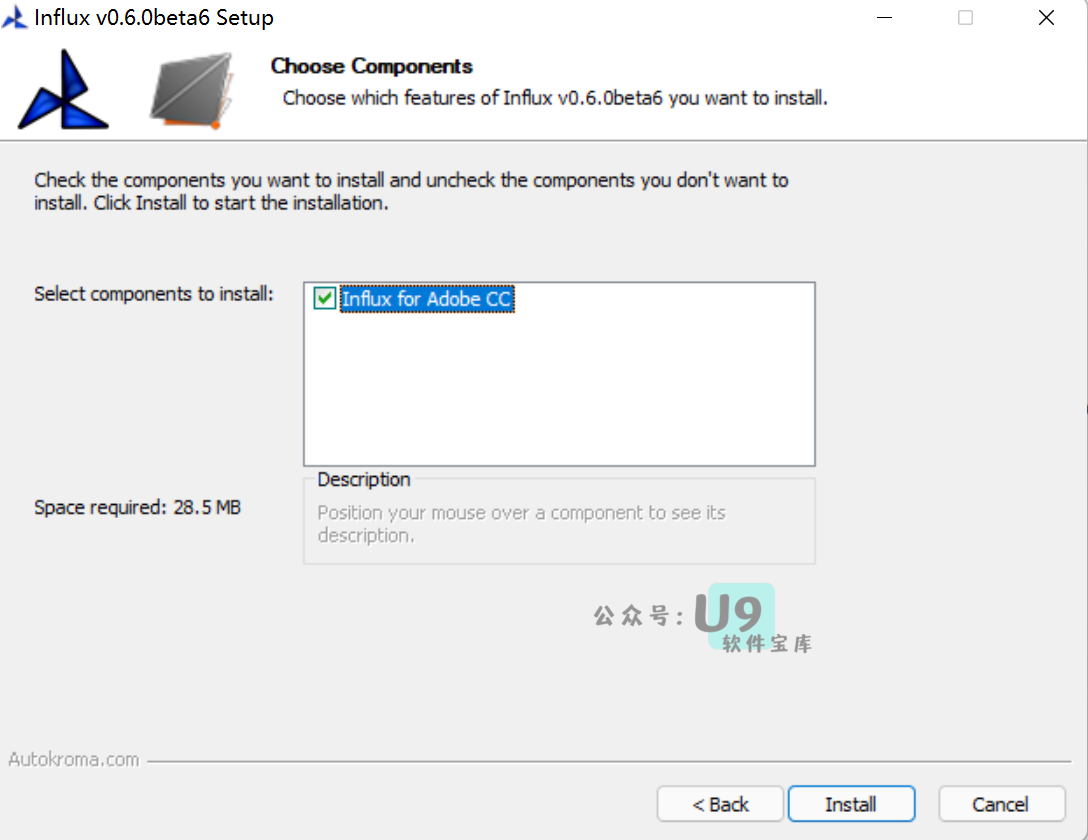 Influx v0.6.0beta6 Setup
Choose Components
Choose which features of Influx v0.6.0beta6 you want to install.
Check the components you want to install and uncheck the components you don't want to
install. Click Install to start the installation.
Select components to install:
Influx for Adobe CC
Space required: 28.5 MB
Description
Position your mouse over a component to see its
description.
公众号: U9
软件宝库
Autokroma.com
< Back
Install
Cancel